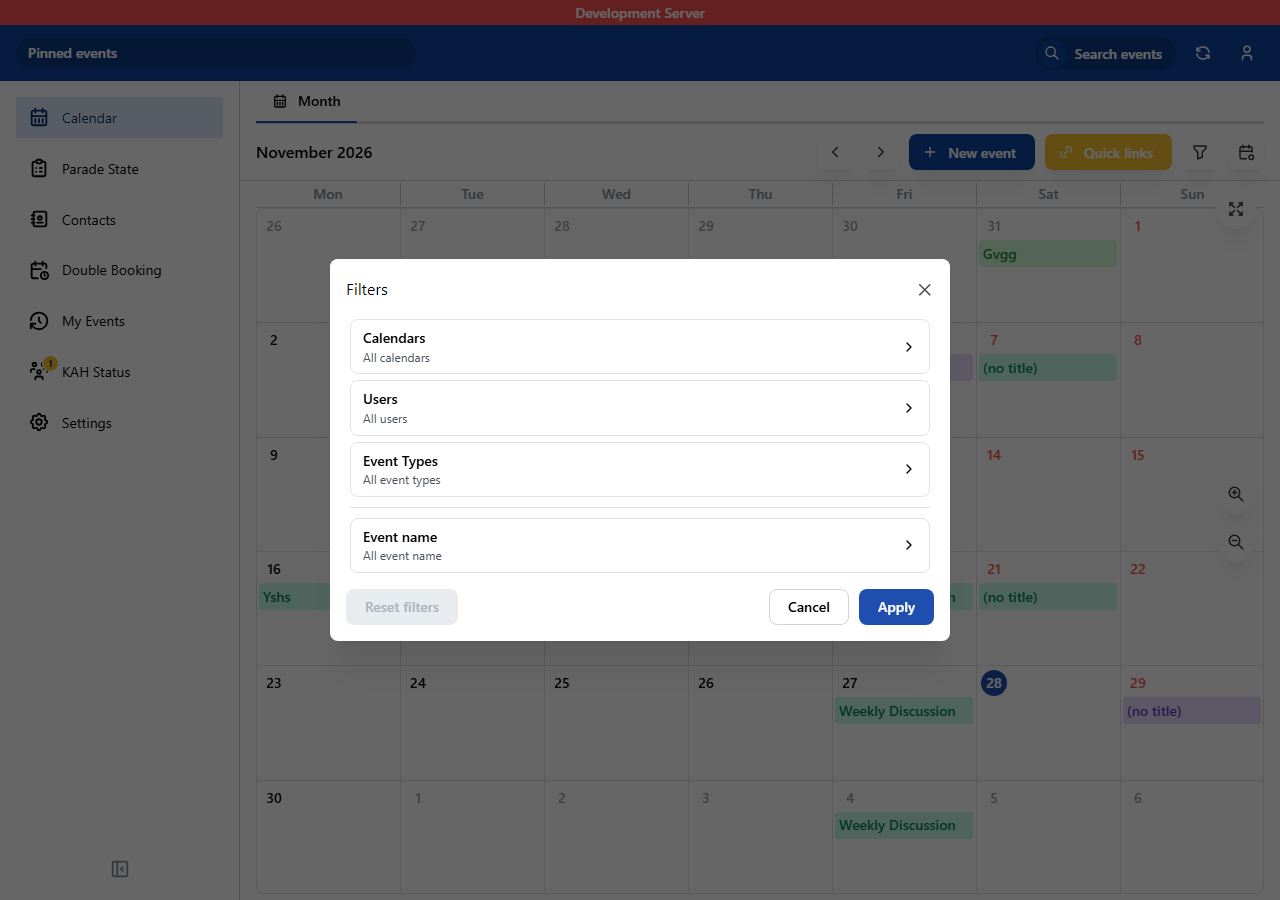 Development Server
Pinned events
Search events
Calendar
Parade State
Contacts
Double Booking
My Events
1
KAH Status
Settings
Month
November 2026
New event
Quick links
Mon Tue Wed Thu Fri Sat Sun
26 27 28 29 30 31 1
Gvgg
Filters
Calendars
All calendars
Users
All users
Event Types
All event types
Event name
All event name
Reset filters
Cancel
Apply
2 7 8
(no title)
9 14 15
16 21 22
Yshs (no title)
23 24 25 26 27 28 29
Weekly Discussion (no title)
30 1 2 3 4 5 6
Weekly Discussion